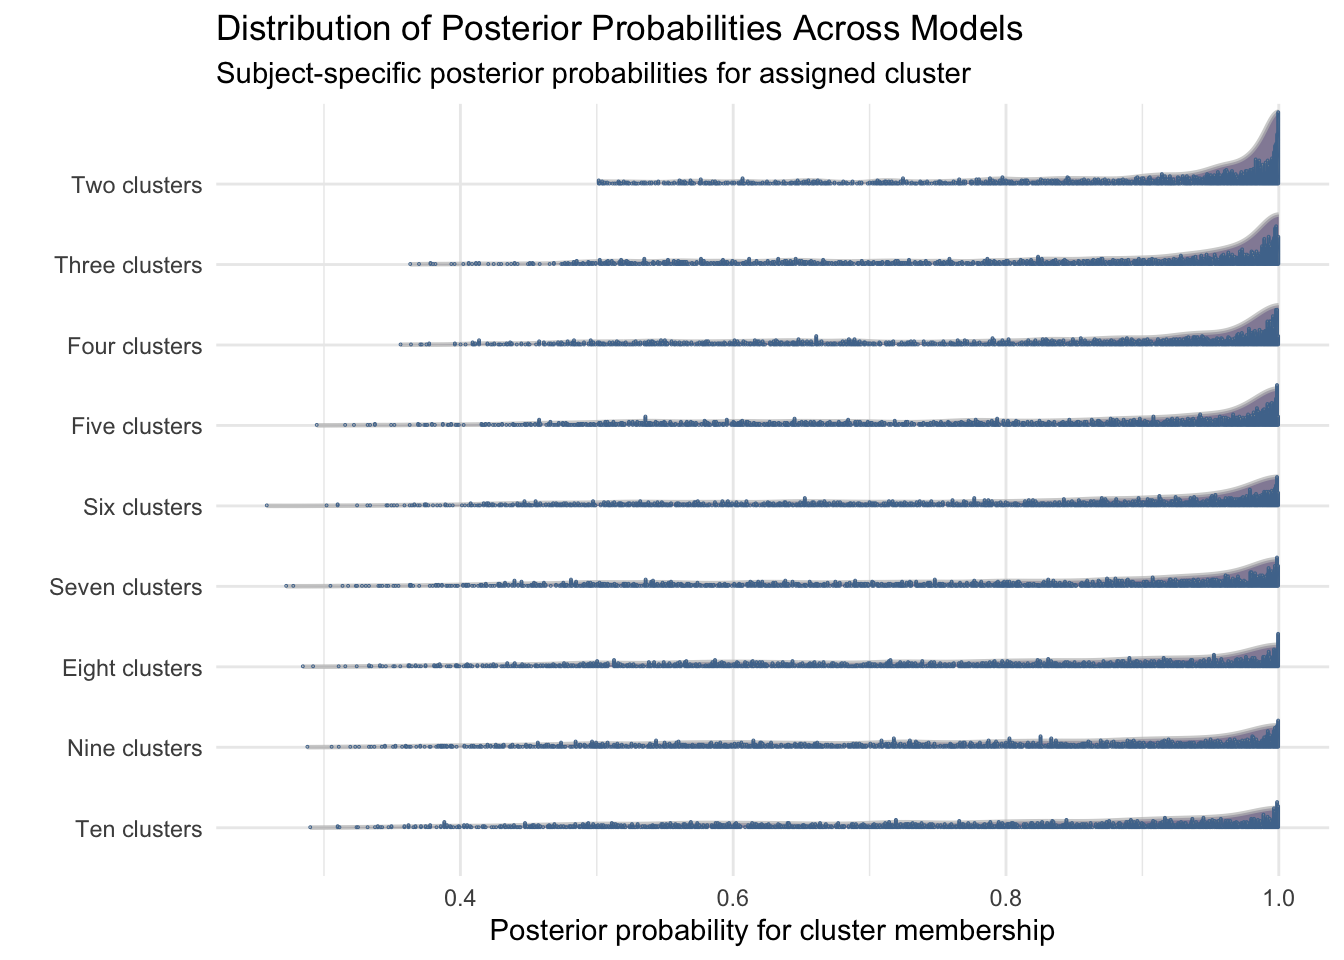 Distribution of Posterior Probabilities Across Models
Subject-specific posterior probabilities for assigned cluster
Two clusters
Three clusters
Four clusters
Five clusters
Six clusters
Seven clusters
Eight clusters
Nine clusters
Ten clusters
0.4 0.6 0.8 1.0
Posterior probability for cluster membership